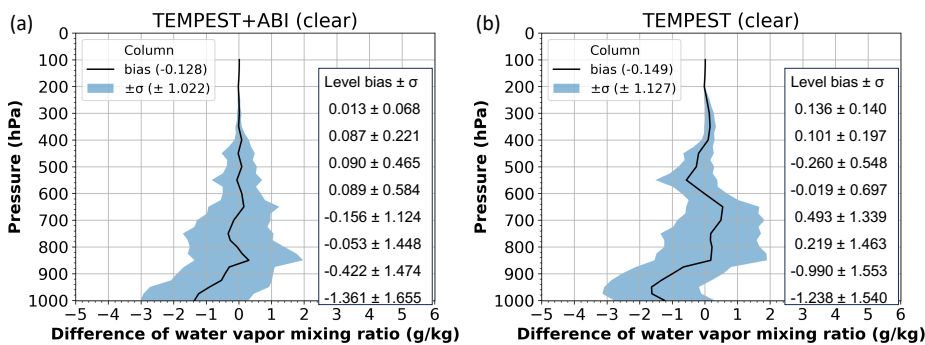 (a) TEMPEST+ABI (clear)
Column
bias (-0.128)
±σ (± 1.022)
Level bias ± σ
0.013 ± 0.068
0.087 ± 0.221
0.090 ± 0.465
0.089 ± 0.584
-0.156 ± 1.124
-0.053 ± 1.448
-0.422 ± 1.474
-1.361 ± 1.655
Pressure (hPa)
0
100
200
300
400
500
600
700
800
900
1000
−5 −4 −3 −2 −1 0 1 2 3 4 5 6
Difference of water vapor mixing ratio (g/kg)
(b) TEMPEST (clear)
Column
bias (-0.149)
±σ (± 1.127)
Level bias ± σ
0.136 ± 0.140
0.101 ± 0.197
-0.260 ± 0.548
-0.019 ± 0.697
0.493 ± 1.339
0.219 ± 1.463
-0.990 ± 1.553
-1.238 ± 1.540
Pressure (hPa)
0
100
200
300
400
500
600
700
800
900
1000
−5 −4 −3 −2 −1 0 1 2 3 4 5 6
Difference of water vapor mixing ratio (g/kg)